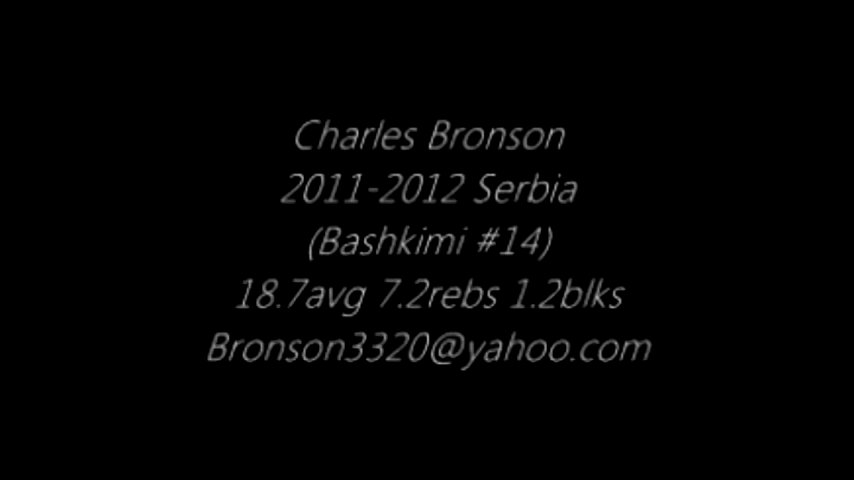 Charles Bronson
2011-2012 Serbia
(Bashkimi #14)
18.7avg 7.2rebs 1.2blks
Bronson3320@yahoo.com